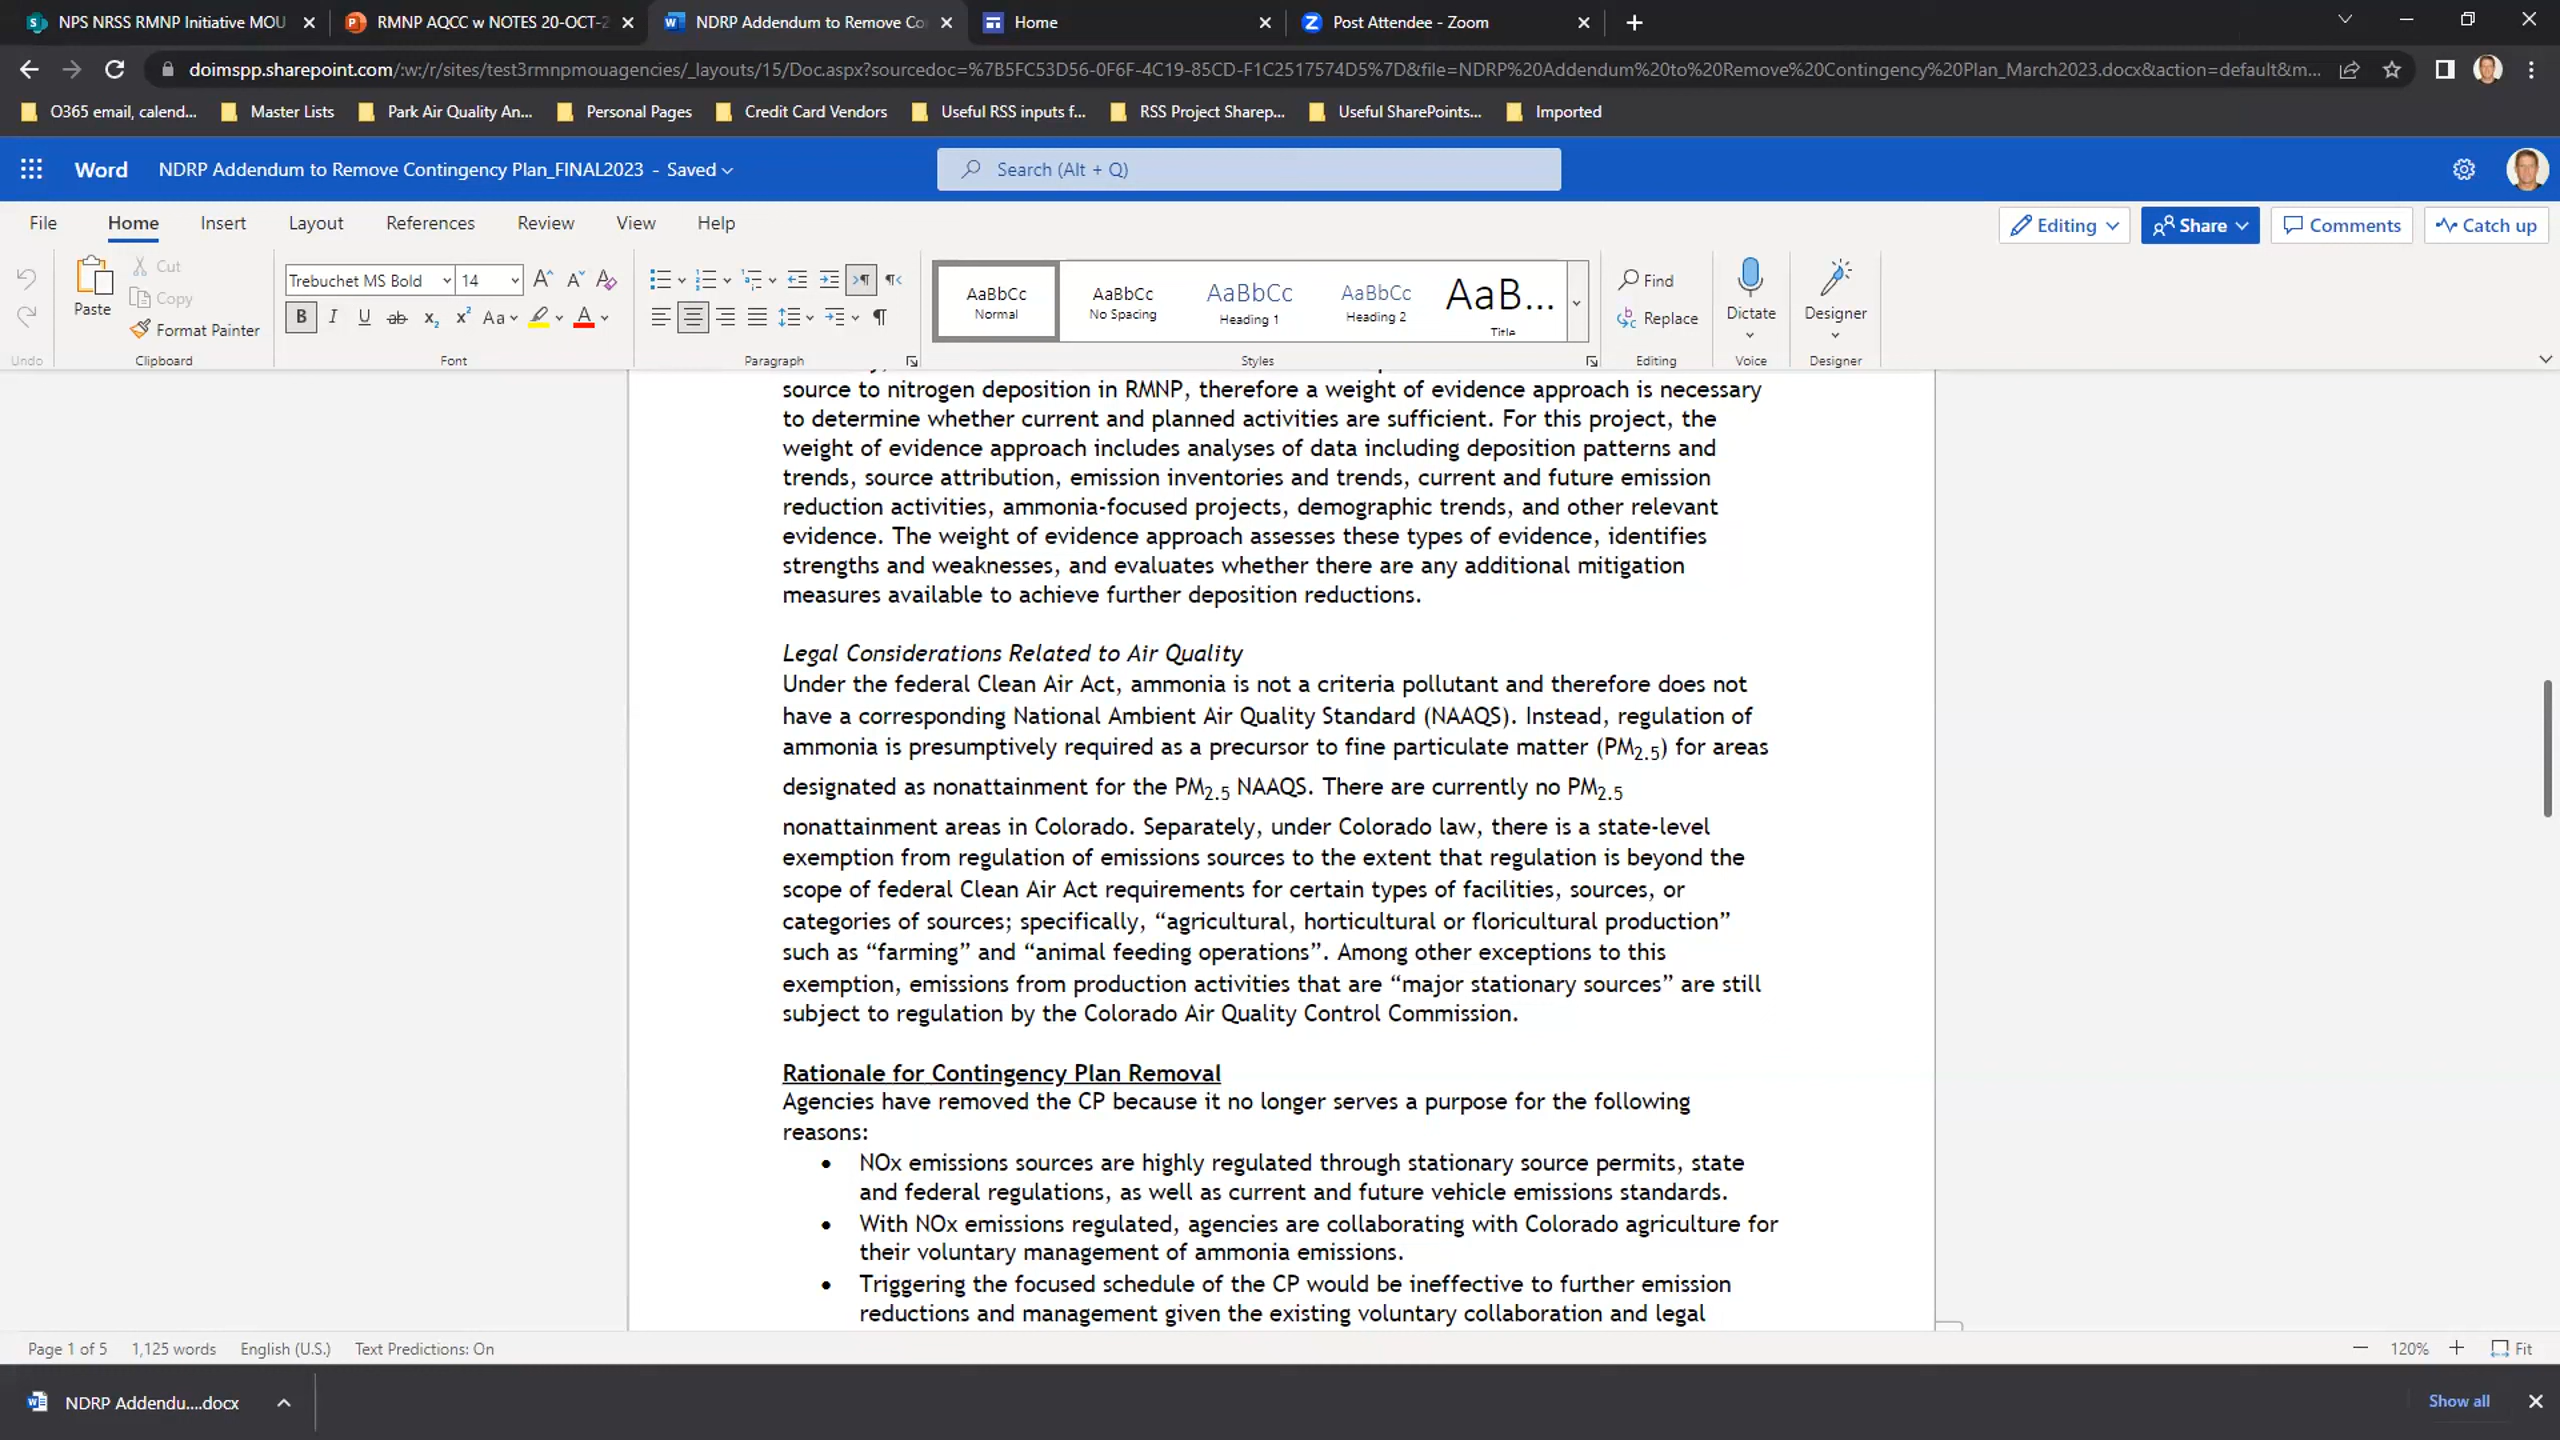 NPS NRSS RMNP Initiative MOU
RMNP AQCC w NOTES 20-OCT-2
NDRP Addendum to Remove Co
Home
Post Attendee - Zoom
doimspp.sharepoint.com/:w:/r/sites/test3rmnpmouagencies/_layouts/15/Doc.aspx?sourcedoc=%7B5FC53D56-0F6F-4C19-85CD-F1C2517574D5%7D&file=NDRP%20Addendum%20to%20Remove%20Contingency%20Plan_March2023.docx&action=default&m...
O365 email, calend...
Master Lists
Park Air Quality An...
Personal Pages
Credit Card Vendors
Useful RSS inputs f...
RSS Project Sharep...
Useful SharePoints...
Imported
Word
NDRP Addendum to Remove Contingency Plan_FINAL2023 - Saved
Search (Alt + Q)
File
Home
Insert
Layout
References
Review
View
Help
Editing
Share
Comments
Catch up
Undo
Paste
Cut
Copy
Format Painter
Clipboard
Trebuchet MS Bold
14
Font
Paragraph
AaBbCc
Normal
AaBbCc
No Spacing
AaBbCc
Heading 1
AaBbCc
Heading 2
AaB...
Title
Styles
Find
Replace
Editing
Dictate
Voice
Designer
Designer
source to nitrogen deposition in RMNP, therefore a weight of evidence approach is necessary
to determine whether current and planned activities are sufficient. For this project, the
weight of evidence approach includes analyses of data including deposition patterns and
trends, source attribution, emission inventories and trends, current and future emission
reduction activities, ammonia-focused projects, demographic trends, and other relevant
evidence. The weight of evidence approach assesses these types of evidence, identifies
strengths and weaknesses, and evaluates whether there are any additional mitigation
measures available to achieve further deposition reductions.
Legal Considerations Related to Air Quality
Under the federal Clean Air Act, ammonia is not a criteria pollutant and therefore does not
have a corresponding National Ambient Air Quality Standard (NAAQS). Instead, regulation of
ammonia is presumptively required as a precursor to fine particulate matter (PM2.5) for areas
designated as nonattainment for the PM2.5 NAAQS. There are currently no PM2.5
nonattainment areas in Colorado. Separately, under Colorado law, there is a state-level
exemption from regulation of emissions sources to the extent that regulation is beyond the
scope of federal Clean Air Act requirements for certain types of facilities, sources, or
categories of sources; specifically, “agricultural, horticultural or floricultural production”
such as “farming” and “animal feeding operations”. Among other exceptions to this
exemption, emissions from production activities that are “major stationary sources” are still
subject to regulation by the Colorado Air Quality Control Commission.
Rationale for Contingency Plan Removal
Agencies have removed the CP because it no longer serves a purpose for the following
reasons:
• NOx emissions sources are highly regulated through stationary source permits, state
and federal regulations, as well as current and future vehicle emissions standards.
• With NOx emissions regulated, agencies are collaborating with Colorado agriculture for
their voluntary management of ammonia emissions.
• Triggering the focused schedule of the CP would be ineffective to further emission
reductions and management given the existing voluntary collaboration and legal
Page 1 of 5
1,125 words
English (U.S.)
Text Predictions: On
120%
Fit
NDRP Addendu....docx
Show all